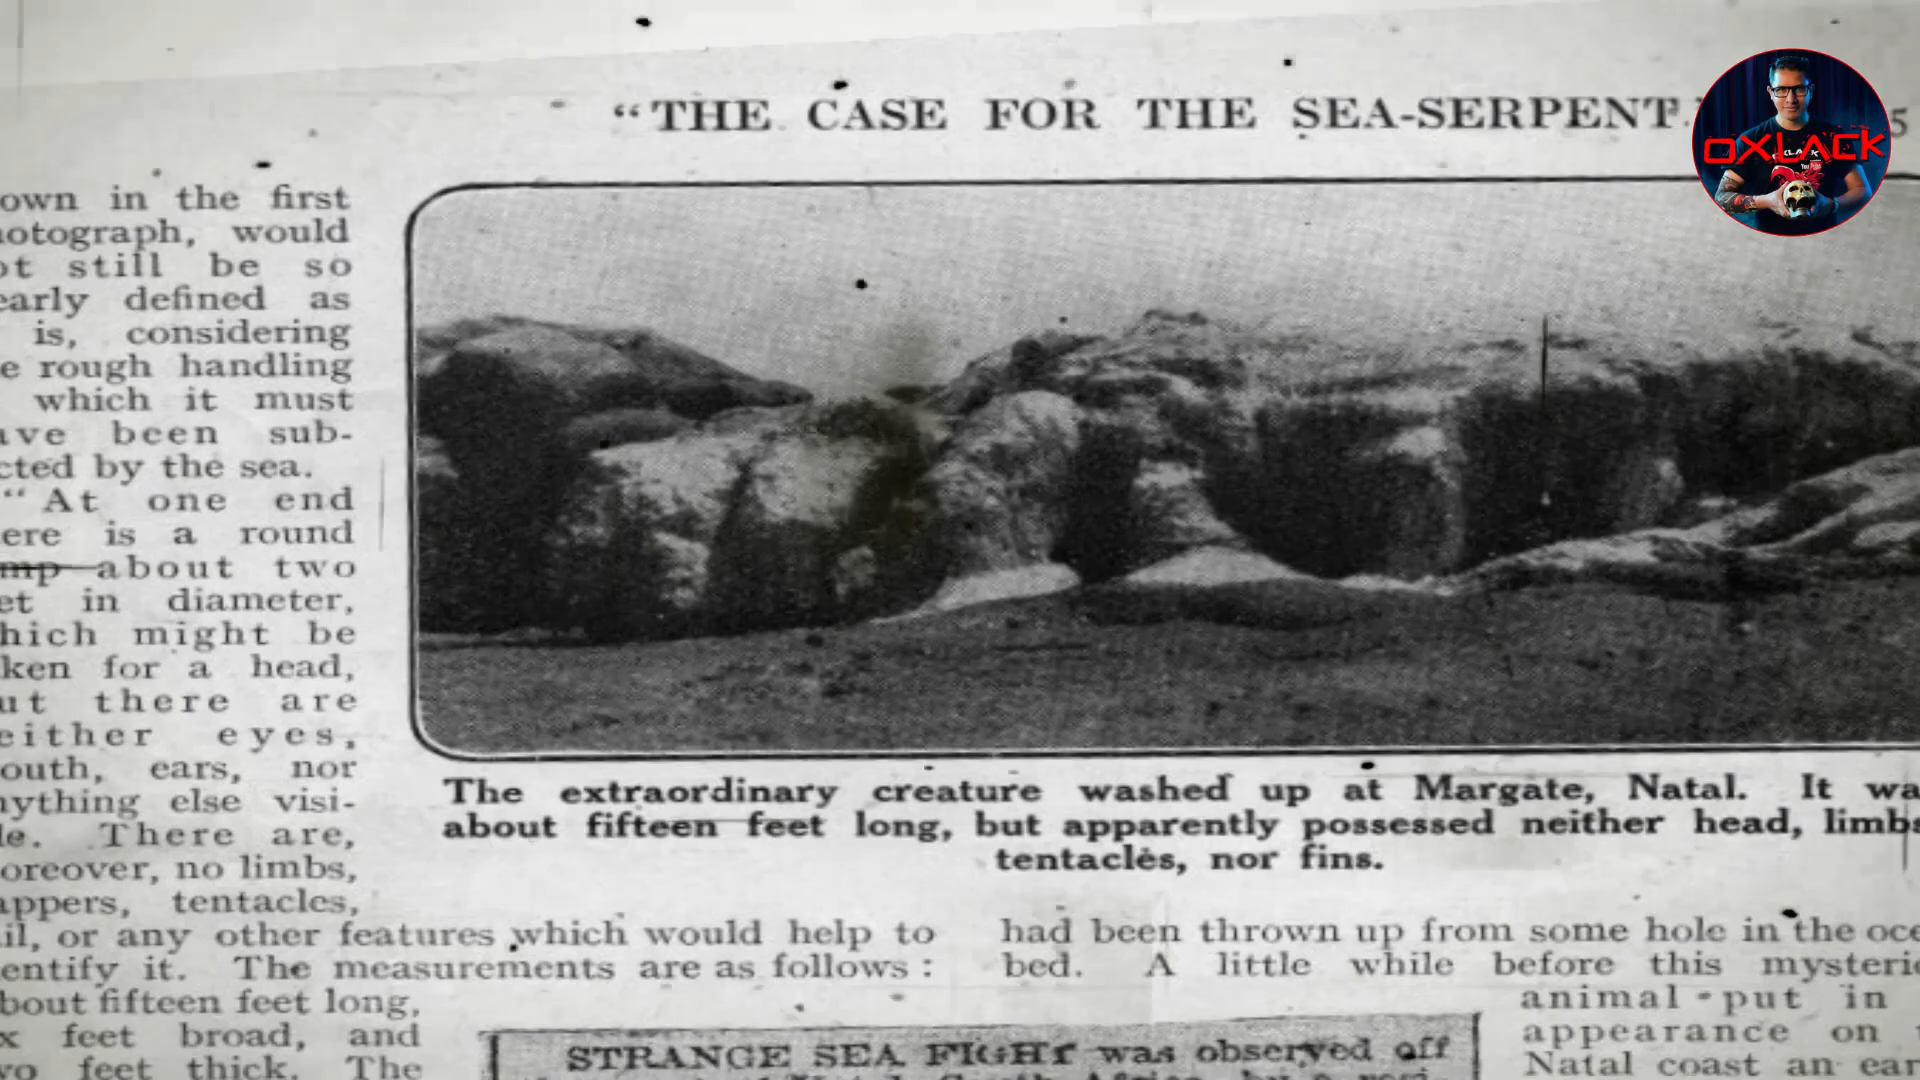 "THE CASE FOR THE SEA-SERPENT.
OXLACK
5
own in the first
otograph, would
ot still be so
early defined as
is, considering
e rough handling
which it must
ave been sub-
cted by the sea.
"At one end
ere is a round
mp about two
et in diameter,
hich might be
ken for a head,
ut there are
either eyes,
outh, ears, nor
nything else visi-
le. There are,
oreover, no limbs,
appers, tentacles,
il, or any other features which would help to
entify it. The measurements are as follows:
bout fifteen feet long,
x feet broad, and
wo feet thick. The
The extraordinary creature washed up at Margate, Natal. It wa
about fifteen feet long, but apparently possessed neither head, limbs
tentacles, nor fins.
had been thrown up from some hole in the oce
bed. A little while before this mysterio
animal put in
appearance on
Natal coast an ear
STRANGE SEA FIGHT was observed off